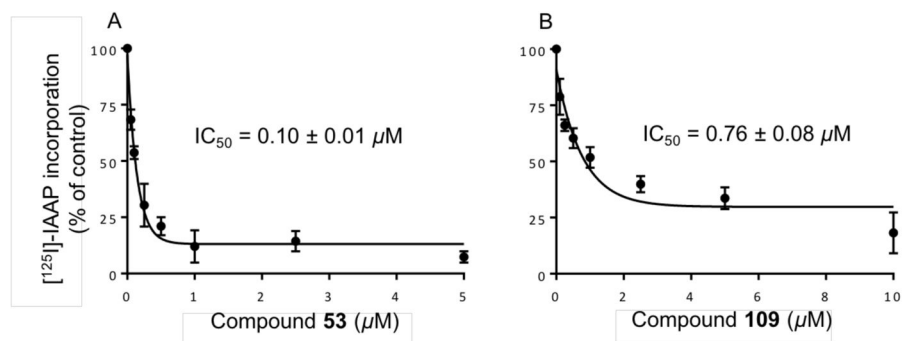 A
B
[¹²⁵I]-IAAP incorporation
(% of control)
100
75
50
25
0
IC₅₀ = 0.10 ± 0.01 µM
0 1 2 3 4 5
Compound 53 (µM)
100
75
50
25
0
IC₅₀ = 0.76 ± 0.08 µM
0 2 4 6 8 10
Compound 109 (µM)